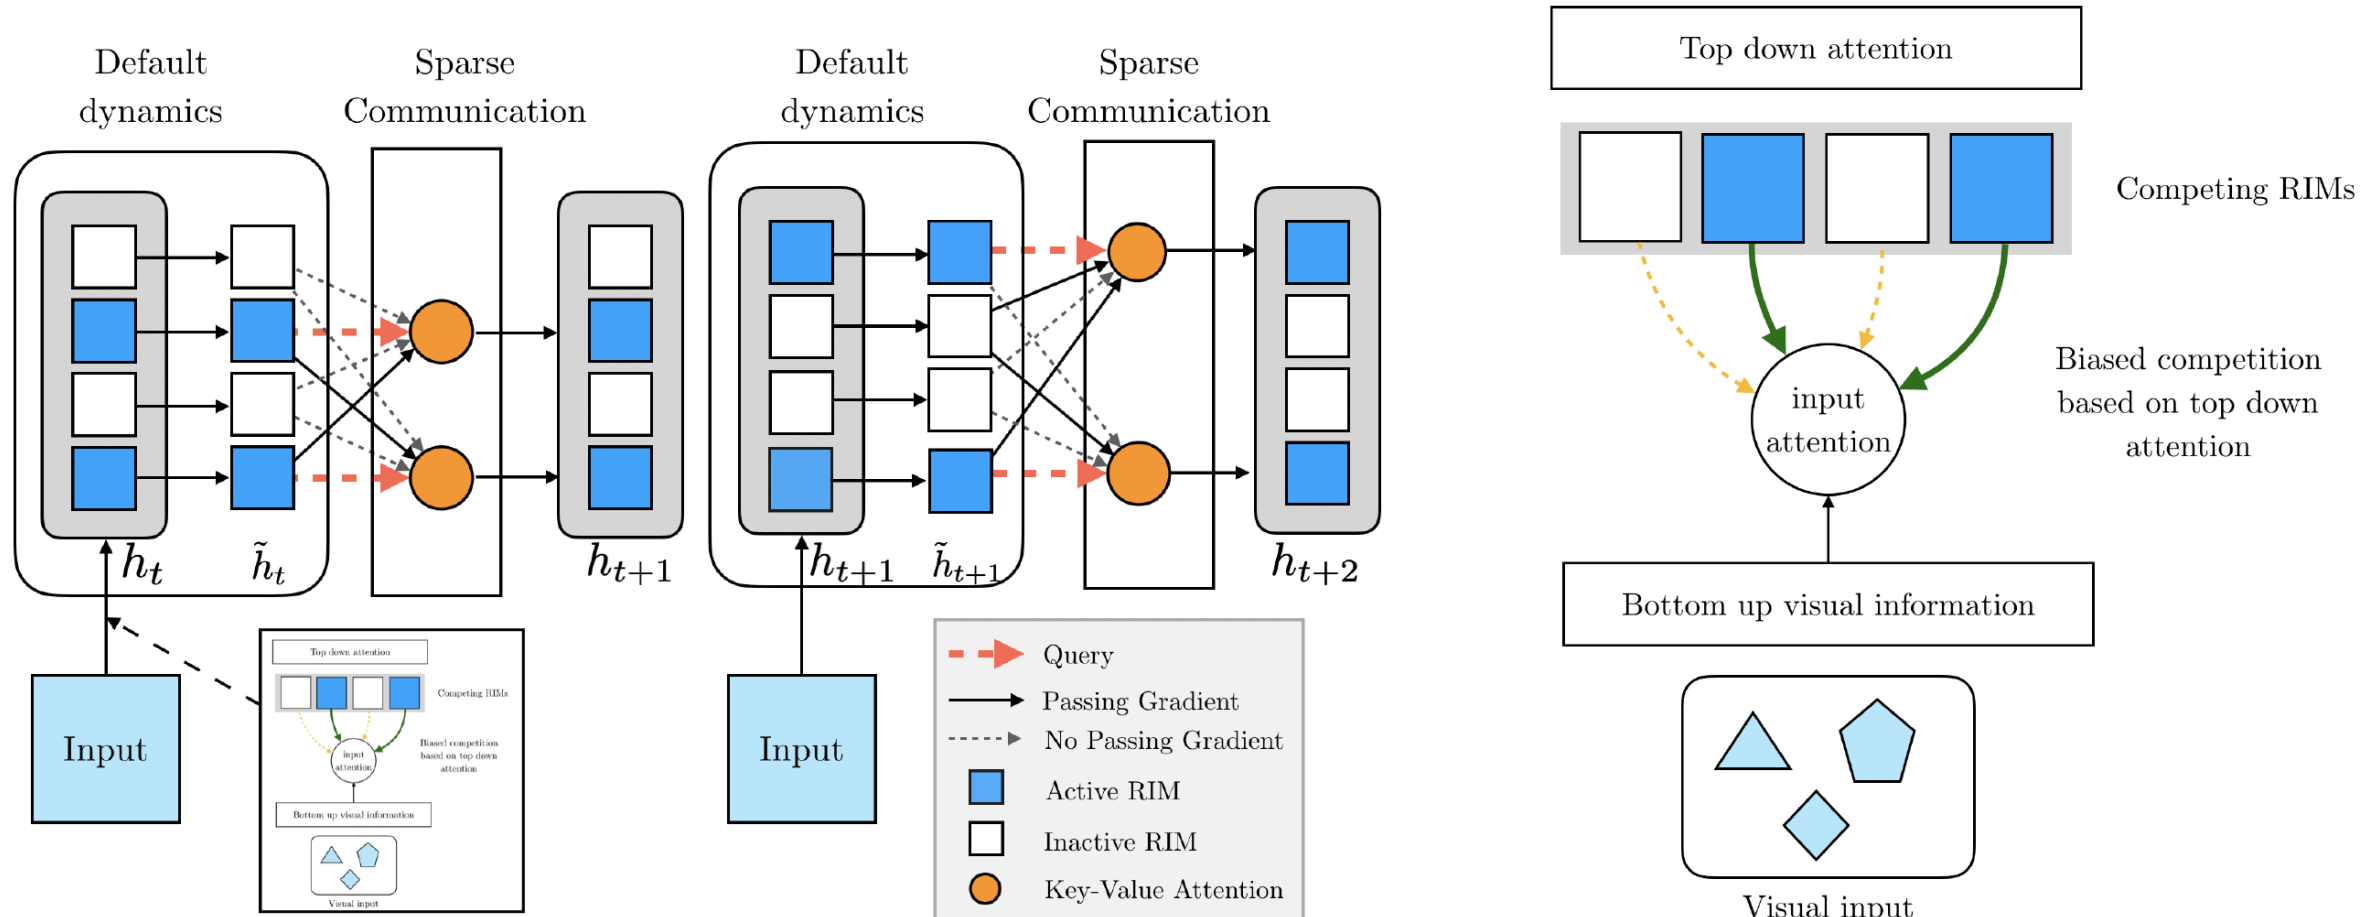 Default
dynamics
Sparse
Communication
Default
dynamics
Sparse
Communication
h_t
h̃_t
h_{t+1}
h_{t+1}
h̃_{t+1}
h_{t+2}
Input
Input
Top down attention
Competing RIMs
Biased competition
based on top down
attention
input
attention
Bottom up visual information
Visual input
Query
Passing Gradient
No Passing Gradient
Active RIM
Inactive RIM
Key-Value Attention
Top down attention
Competing RIMs
Biased competition
based on top down
attention
input
attention
Bottom up visual information
Visual input